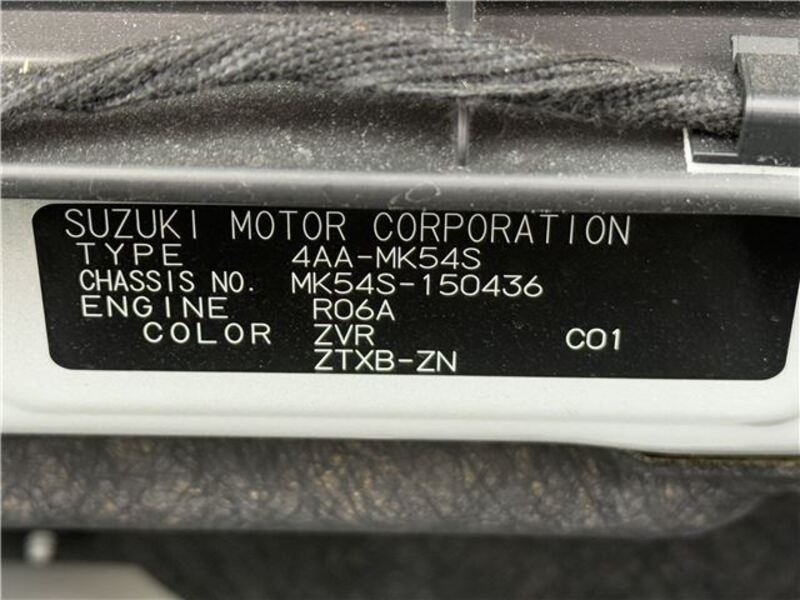 SUZUKI MOTOR CORPORATION
TYPE 4AA-MK54S
CHASSIS NO. MK54S-150436
ENGINE R06A
COLOR ZVR C01
ZTXB-ZN